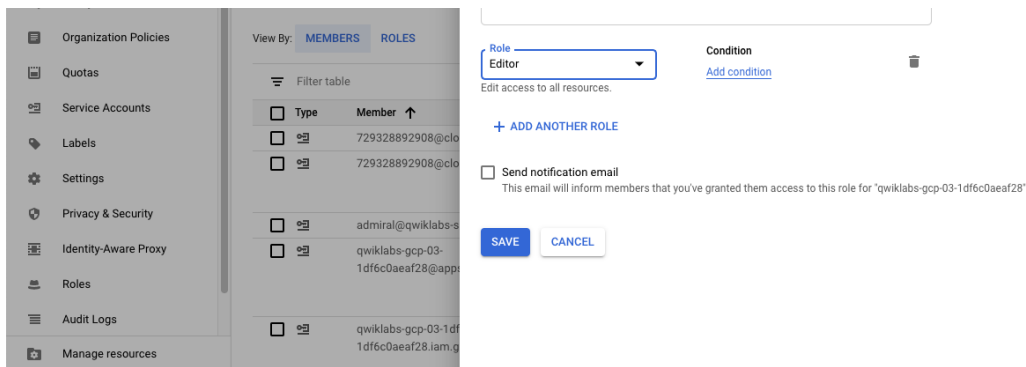 Organization Policies
Quotas
Service Accounts
Labels
Settings
Privacy & Security
Identity-Aware Proxy
Roles
Audit Logs
Manage resources
View By: MEMBERS ROLES
Filter table
Type Member
729328892908@clo
729328892908@clo
admiral@qwiklabs-s
qwiklabs-gcp-03-
1df6c0aeaf28@apps
qwiklabs-gcp-03-1df
1df6c0aeaf28.iam.g
Role
Editor
Edit access to all resources.
Condition
Add condition
+ ADD ANOTHER ROLE
Send notification email
This email will inform members that you've granted them access to this role for "qwiklabs-gcp-03-1df6c0aeaf28"
SAVE CANCEL